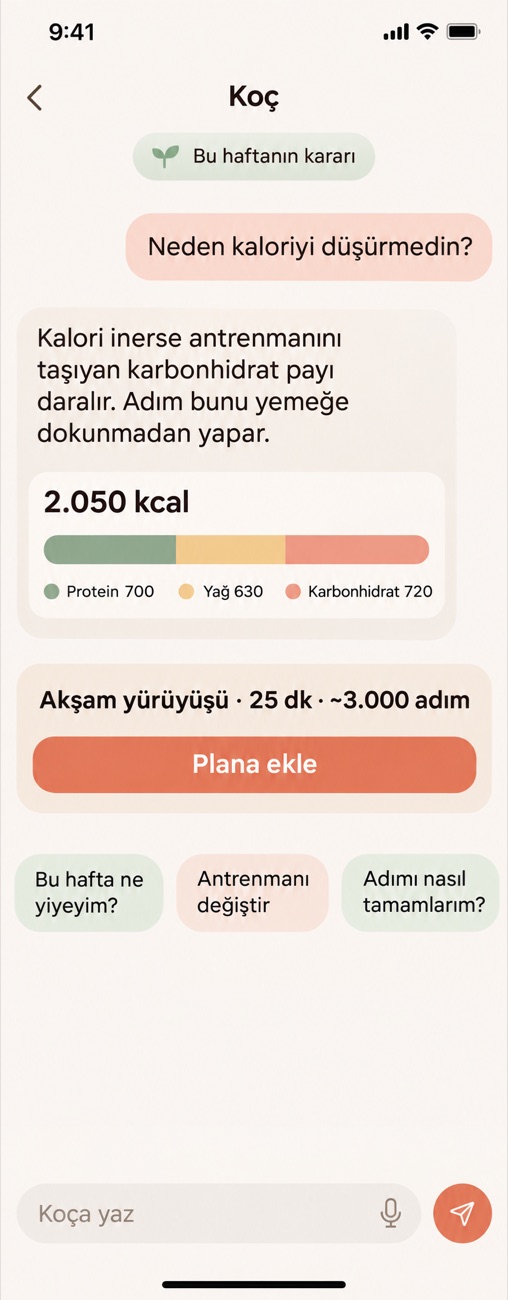 9:41
Koç
Bu haftanın kararı
Neden kaloriyi düşürmedin?
Kalori inerse antrenmanını
taşıyan karbonhidrat payı
daralır. Adım bunu yemeğe
dokunmadan yapar.
2.050 kcal
Protein 700 Yağ 630 Karbonhidrat 720
Akşam yürüyüşü · 25 dk · ~3.000 adım
Plana ekle
Bu hafta ne
yiyeyim?
Antrenmanı
değiştir
Adımı nasıl
tamamlarım?
Koça yaz